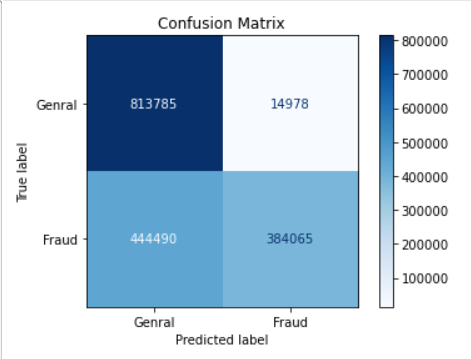 Confusion Matrix
Genral
813785
14978
Fraud
444490
384065
Genral
Fraud
Predicted label
True label
800000
700000
600000
500000
400000
300000
200000
100000